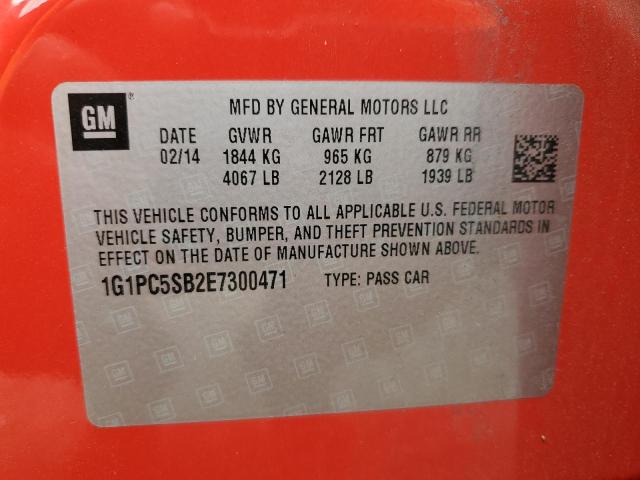 GM ® MFD BY GENERAL MOTORS LLC
DATE GVWR GAWR FRT GAWR RR
02/14 1844 KG 965 KG 879 KG
4067 LB 2128 LB 1939 LB
THIS VEHICLE CONFORMS TO ALL APPLICABLE U.S. FEDERAL MOTOR
VEHICLE SAFETY, BUMPER, AND THEFT PREVENTION STANDARDS IN
EFFECT ON THE DATE OF MANUFACTURE SHOWN ABOVE.
1G1PC5SB2E7300471 TYPE: PASS CAR